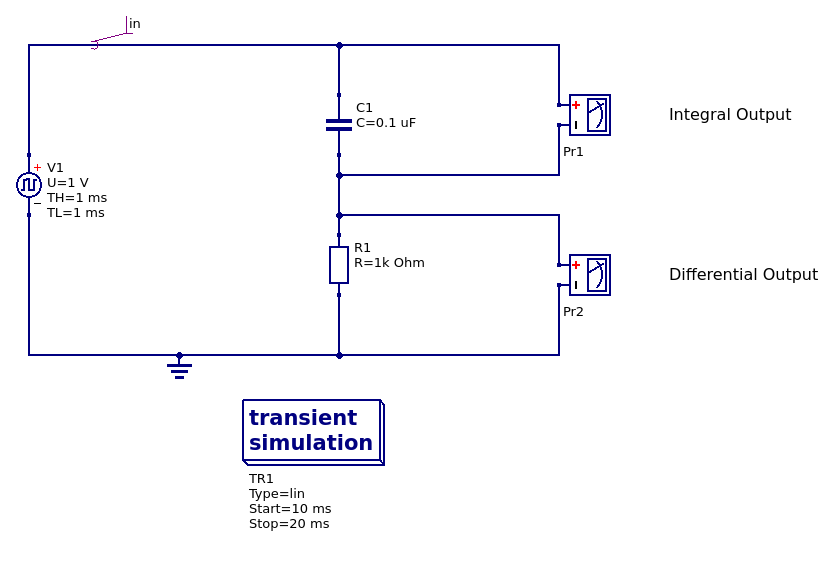 in
C1
C=0.1 uF
Integral Output
Pr1
+ V1
U=1 V
TH=1 ms
TL=1 ms
R1
R=1k Ohm
Differential Output
Pr2
transient
simulation
TR1
Type=lin
Start=10 ms
Stop=20 ms